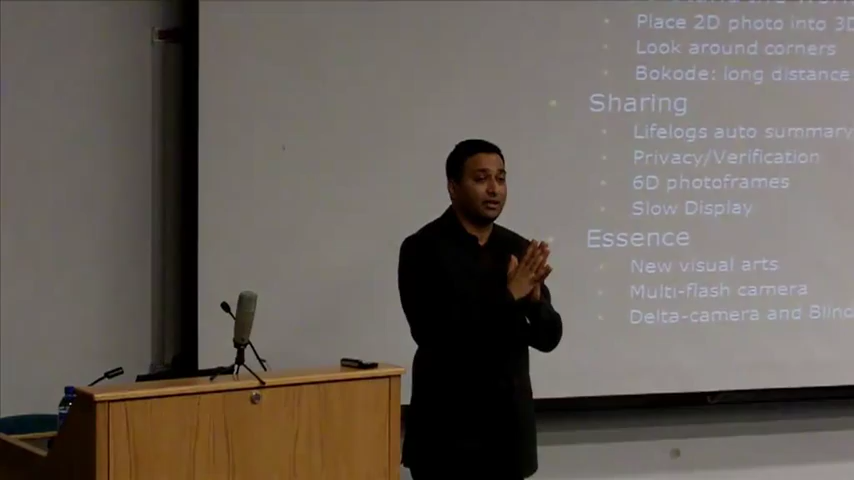 Place 2D photo into 3D
Look around corners
Bokode: long distance
Sharing
Lifelogs auto summary
Privacy/Verification
6D photoframes
Slow Display
Essence
New visual arts
Multi-flash camera
Delta-camera and Blind